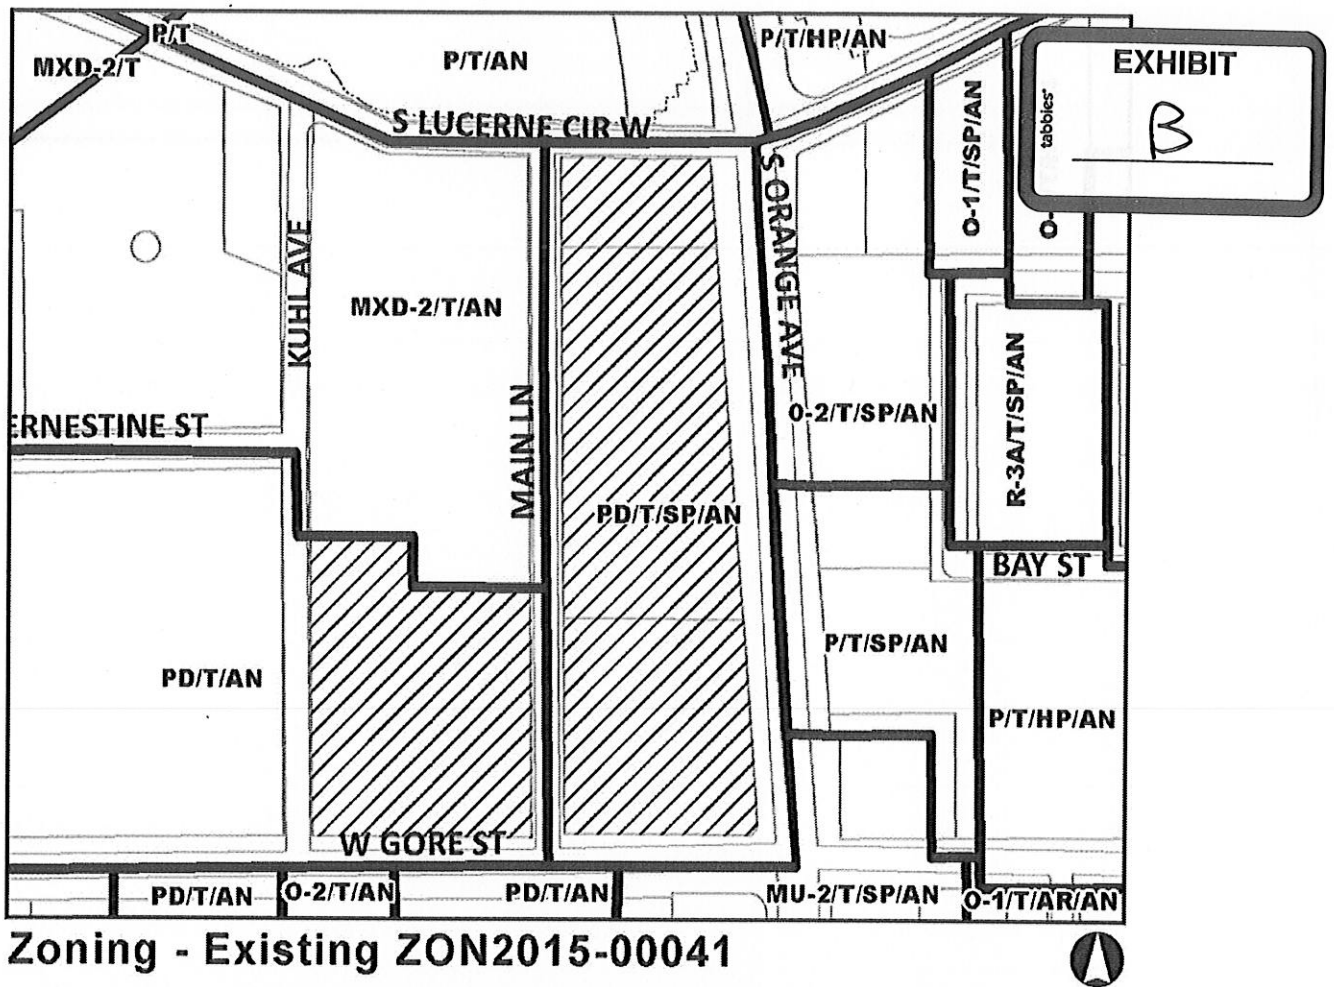 P/T
MXD-2/T
P/T/AN
P/T/HP/AN
EXHIBIT
tabbies
B
S LUCERNE CIR W
O-1/T/SP/AN
O-
S ORANGE AVE
KUHL AVE
MXD-2/T/AN
MAIN LN
O-2/T/SP/AN
R-3A/T/SP/AN
ERNESTINE ST
PD/T/SP/AN
BAY ST
P/T/SP/AN
PD/T/AN
P/T/HP/AN
W GORE ST
PD/T/AN
O-2/T/AN
PD/T/AN
MU-2/T/SP/AN
O-1/T/AR/AN
Zoning - Existing ZON2015-00041